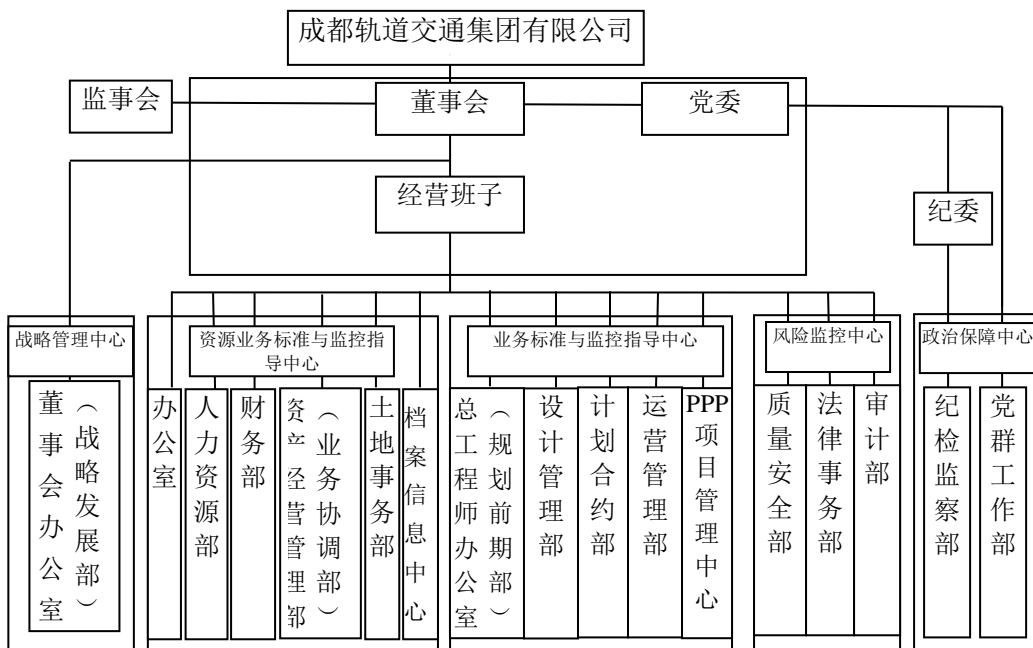 成都轨道交通集团有限公司
监事会
董事会
党委
经营班子
纪委
战略管理中心
资源业务标准与监控指
导中心
业务标准与监控指导中心
风险监控中心
政治保障中心
董事会办公室
（战略发展部）
办公室
人力资源部
财务部
资产经营管理部
（业务协调部）
土地事务部
档案信息中心
总工程师办公室
（规划前期部）
设计管理部
计划合约部
运营管理部
PPP项目管理中心
质量安全部
法律事务部
审计部
纪检监察部
党群工作部